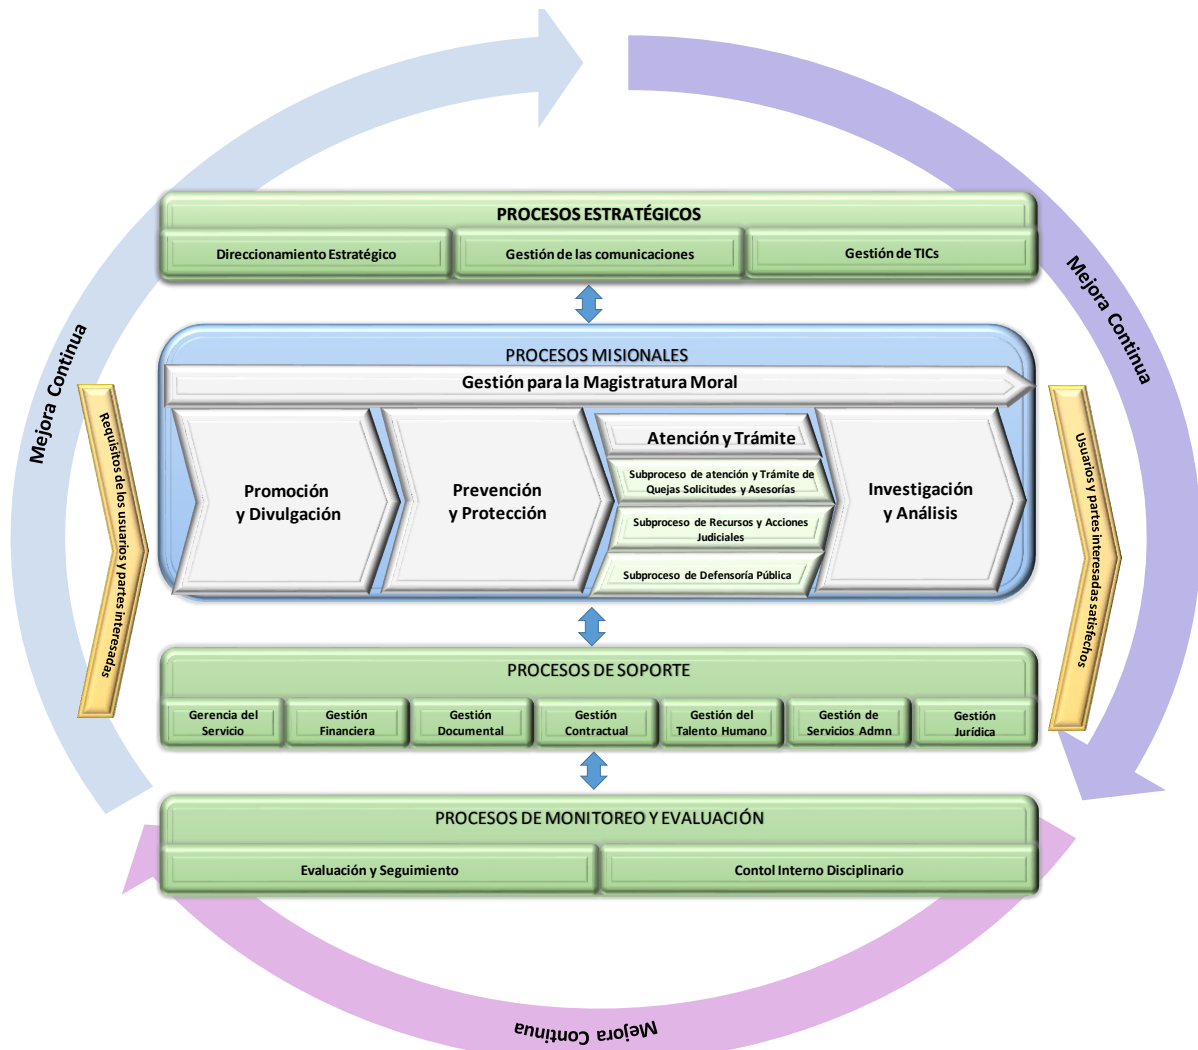 PROCESOS ESTRATÉGICOS
Direccionamiento Estratégico
Gestión de las comunicaciones
Gestión de TICs
Mejora Continua
Mejora Continua
Requisitos de los usuarios y partes interesadas
PROCESOS MISIONALES
Gestión para la Magistratura Moral
Promoción
y Divulgación
Prevención
y Protección
Atención y Trámite
Subproceso de atención y Trámite de
Quejas Solicitudes y Asesorías
Subproceso de Recursos y Acciones
Judiciales
Subproceso de Defensoría Pública
Investigación
y Análisis
Usuarios y partes interesadas satisfechos
PROCESOS DE SOPORTE
Gerencia del
Servicio
Gestión
Financiera
Gestión
Documental
Gestión
Contractual
Gestión del
Talento Humano
Gestión de
Servicios Admn
Gestión
Jurídica
PROCESOS DE MONITOREO Y EVALUACIÓN
Evaluación y Seguimiento
Contol Interno Disciplinario
Mejora Continua